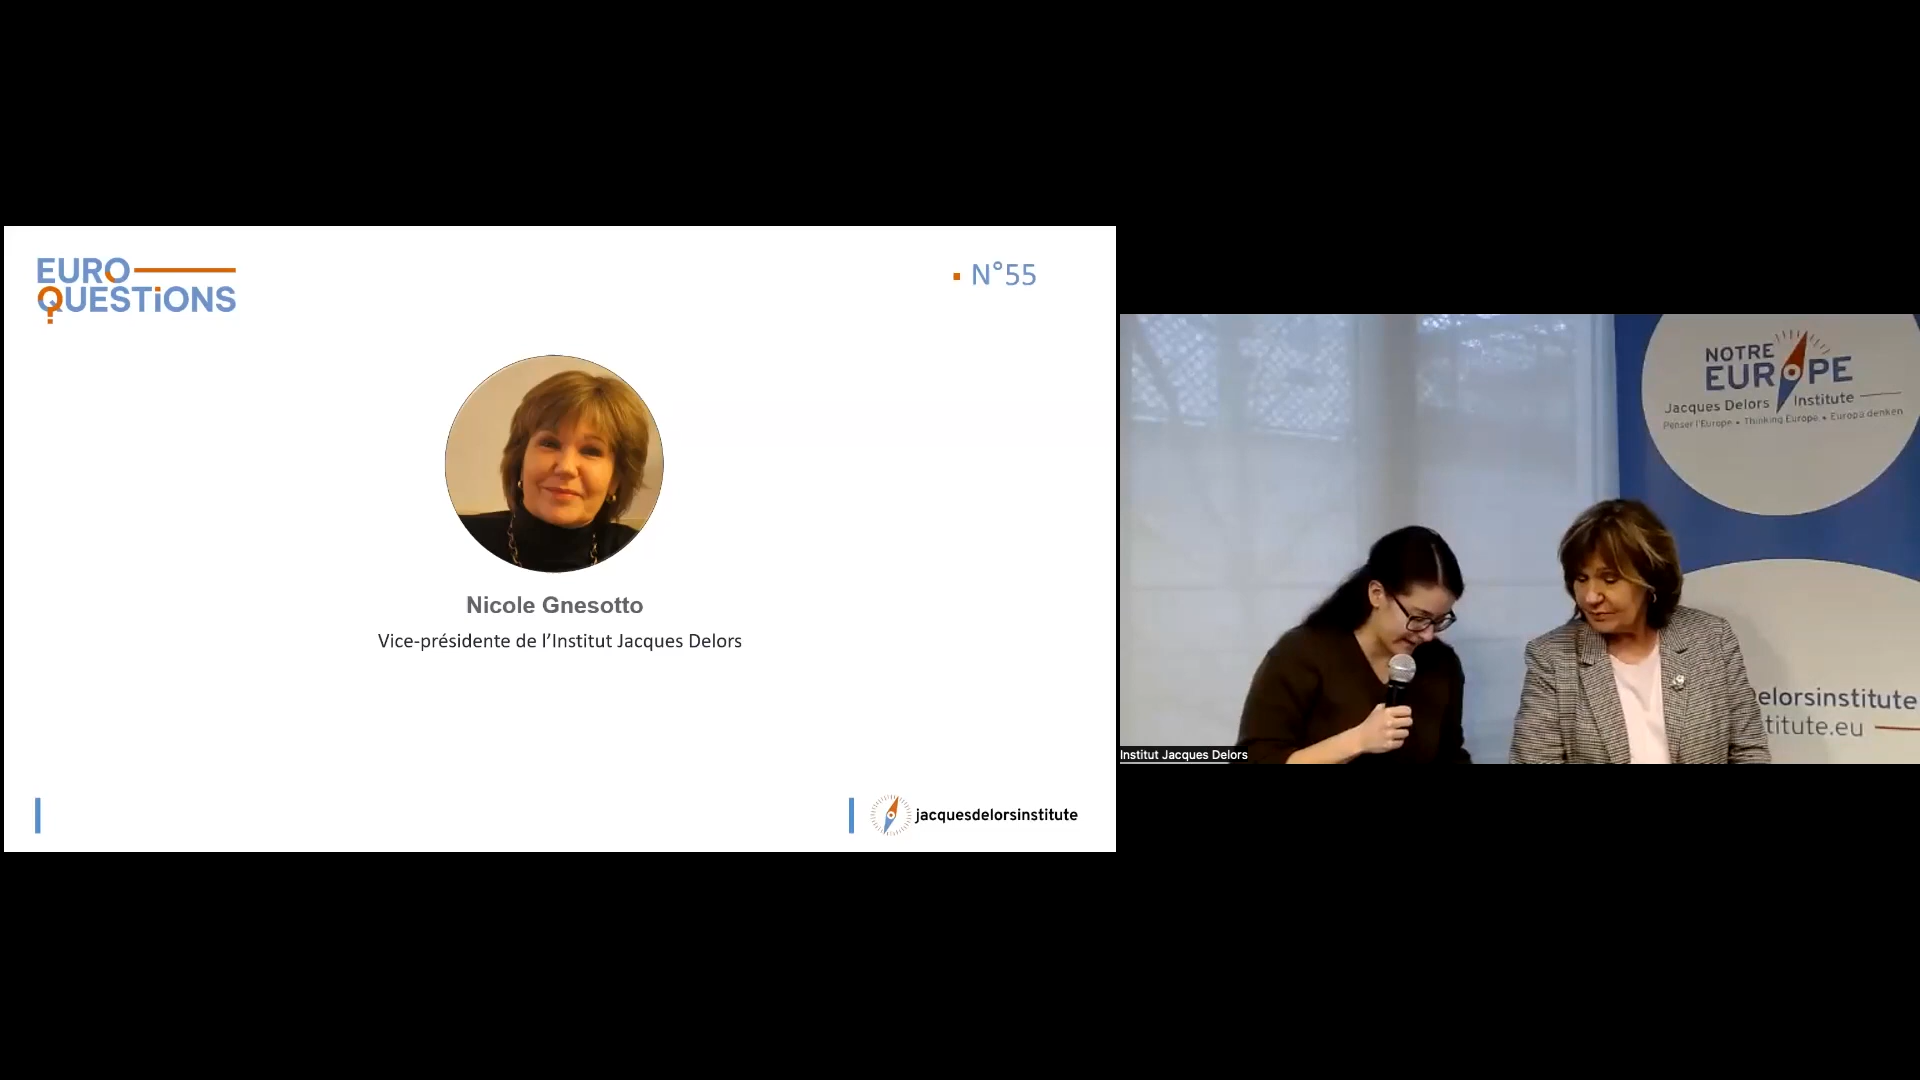 EURO
QUESTiONS
N°55
Nicole Gnesotto
Vice-présidente de l’Institut Jacques Delors
jacquesdelorsinstitute
NOTRE
EUROPE
Jacques Delors Institute
Penser l'Europe • Thinking Europe • Europa denken
elorsinstitute
titute.eu
Institut Jacques Delors